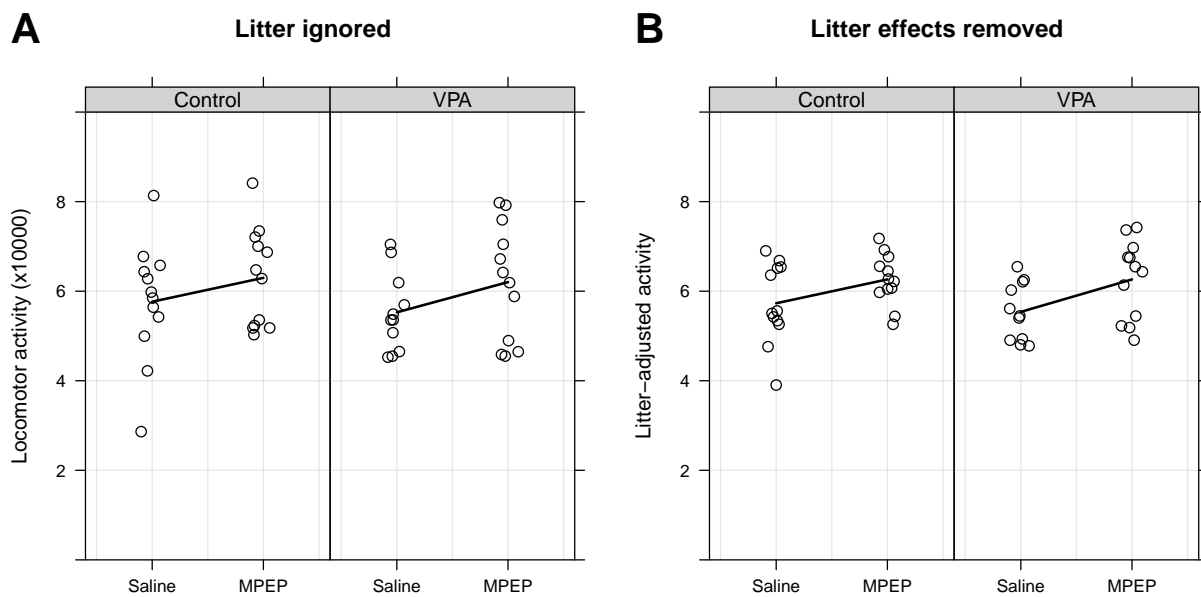 A Litter ignored
Control VPA
Locomotor activity (x10000)
8
6
4
2
Saline MPEP Saline MPEP
B Litter effects removed
Control VPA
Litter−adjusted activity
8
6
4
2
Saline MPEP Saline MPEP